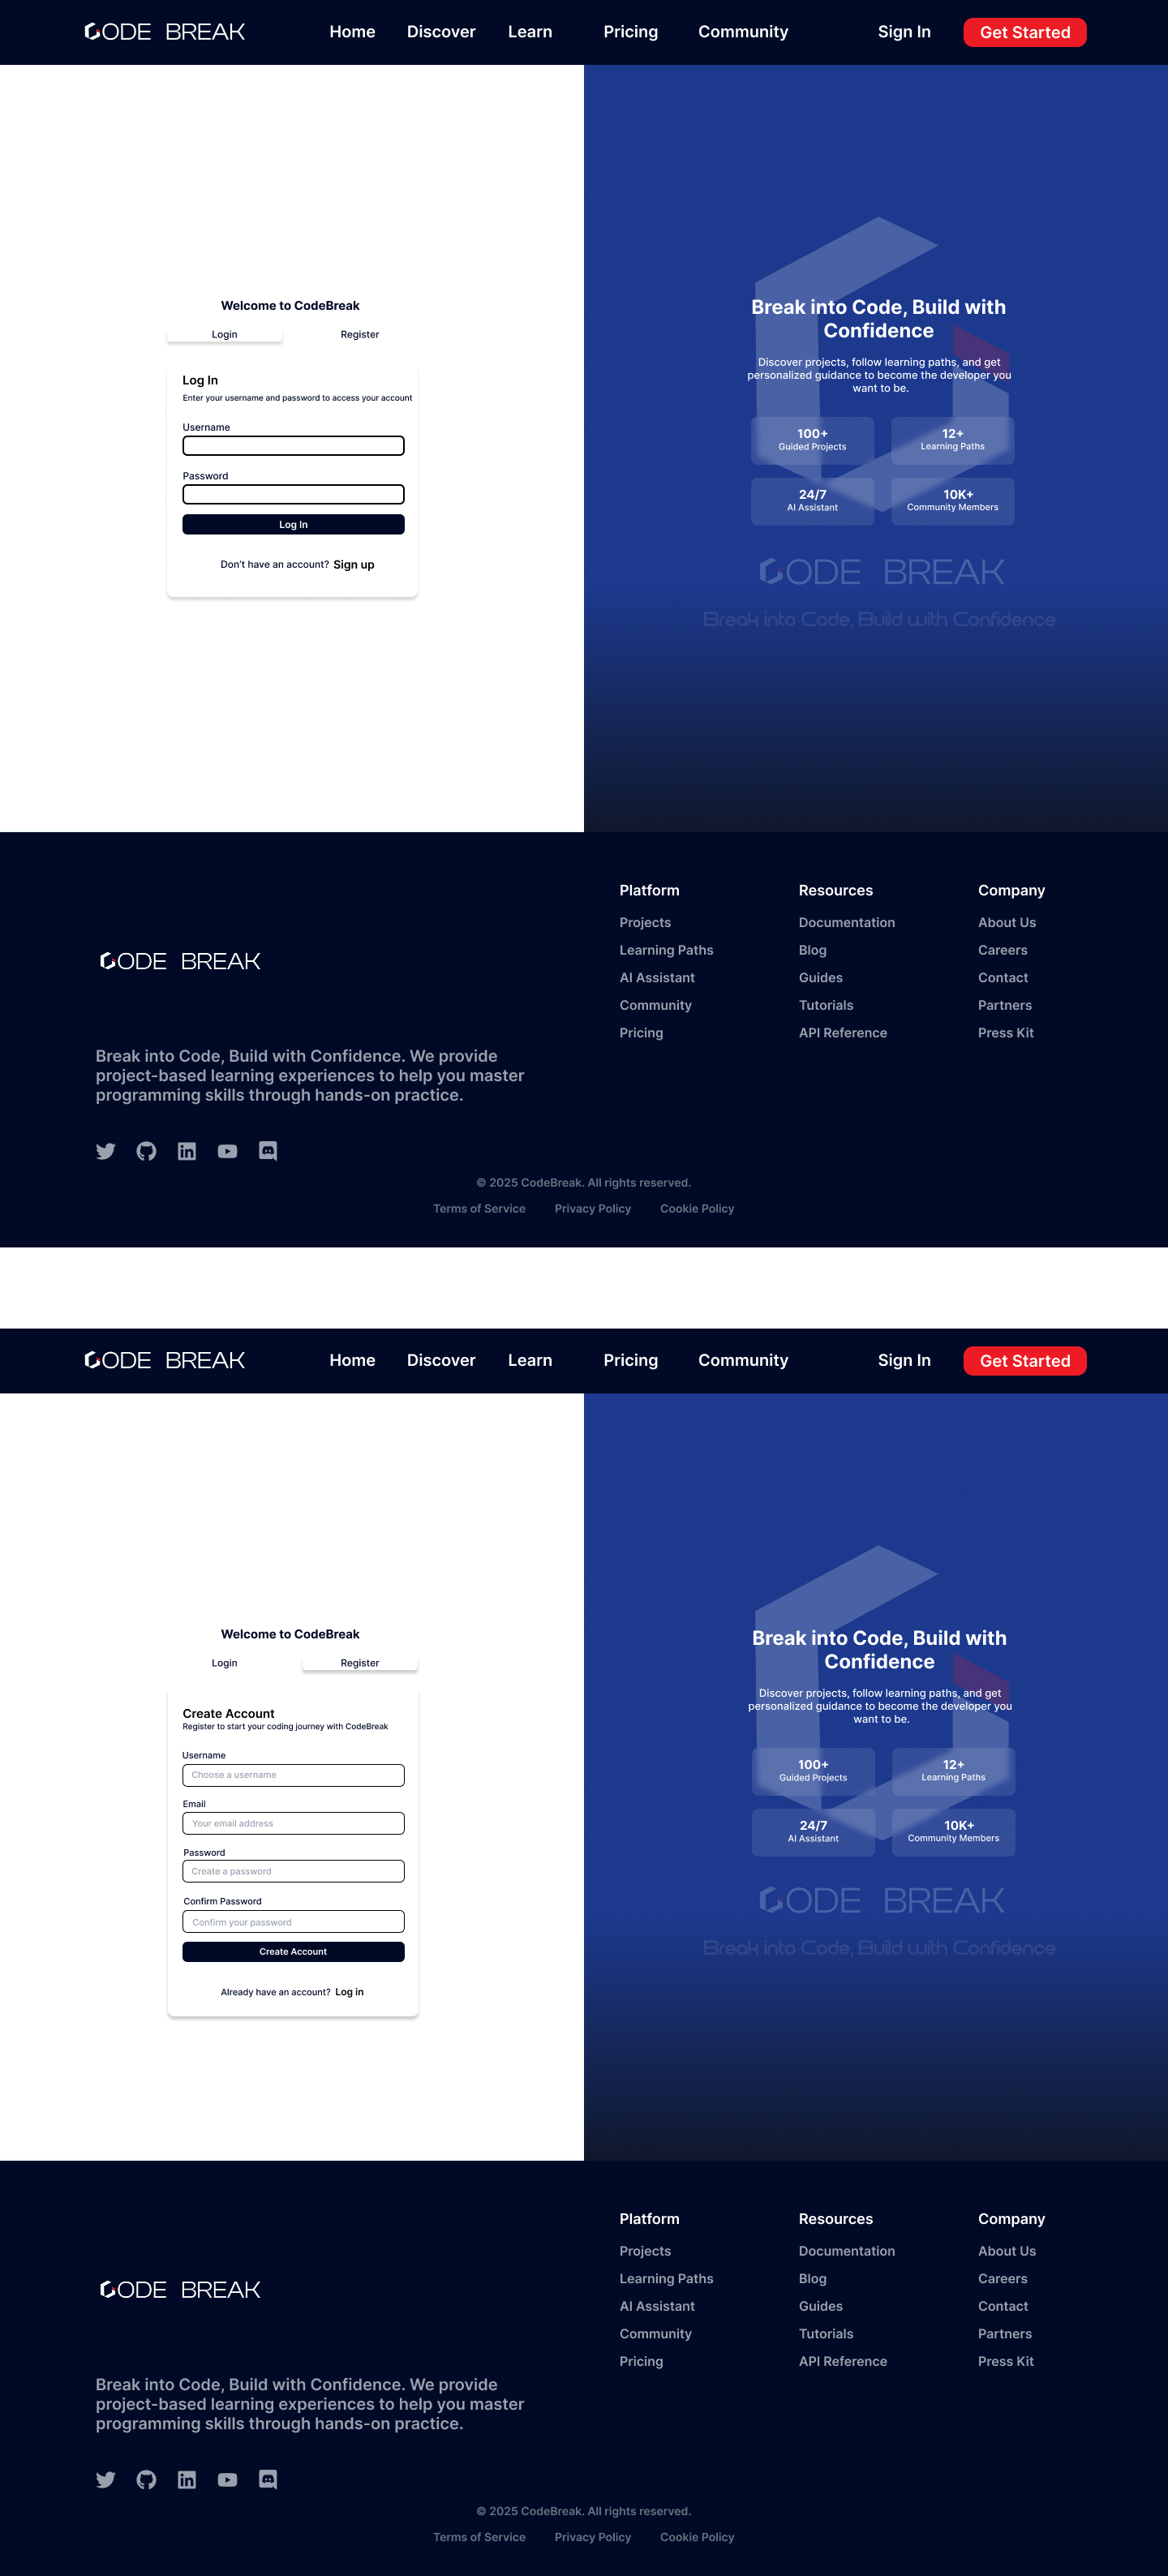 CODE BREAK
Home
Discover
Learn
Pricing
Community
Sign In
Get Started
Welcome to CodeBreak
Login
Register
Log In
Enter your username and password to access your account
Username
Password
Log In
Don't have an account? Sign up
Break into Code, Build with
Confidence
Discover projects, follow learning paths, and get
personalized guidance to become the developer you
want to be.
100+
Guided Projects
12+
Learning Paths
24/7
AI Assistant
10K+
Community Members
CODE BREAK
Break into Code, Build with Confidence
CODE BREAK
Break into Code, Build with Confidence. We provide
project-based learning experiences to help you master
programming skills through hands-on practice.
Platform
Projects
Learning Paths
AI Assistant
Community
Pricing
Resources
Documentation
Blog
Guides
Tutorials
API Reference
Company
About Us
Careers
Contact
Partners
Press Kit
© 2025 CodeBreak. All rights reserved.
Terms of Service
Privacy Policy
Cookie Policy
CODE BREAK
Home
Discover
Learn
Pricing
Community
Sign In
Get Started
Welcome to CodeBreak
Login
Register
Create Account
Register to start your coding journey with CodeBreak
Username
Choose a username
Email
Your email address
Password
Create a password
Confirm Password
Confirm your password
Create Account
Already have an account? Log in
Break into Code, Build with
Confidence
Discover projects, follow learning paths, and get
personalized guidance to become the developer you
want to be.
100+
Guided Projects
12+
Learning Paths
24/7
AI Assistant
10K+
Community Members
CODE BREAK
Break into Code, Build with Confidence
CODE BREAK
Break into Code, Build with Confidence. We provide
project-based learning experiences to help you master
programming skills through hands-on practice.
Platform
Projects
Learning Paths
AI Assistant
Community
Pricing
Resources
Documentation
Blog
Guides
Tutorials
API Reference
Company
About Us
Careers
Contact
Partners
Press Kit
© 2025 CodeBreak. All rights reserved.
Terms of Service
Privacy Policy
Cookie Policy